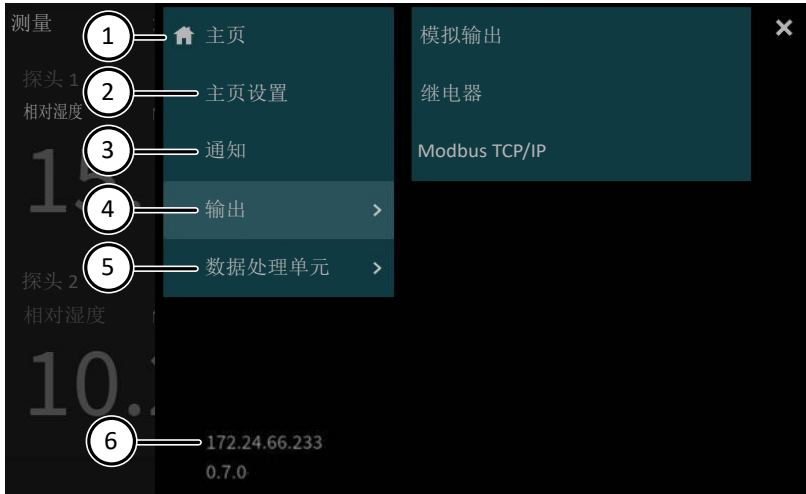 测量
探头 1
相对湿度
15.
探头 2
相对湿度
10.
1
主页
2
主页设置
3
通知
4
输出
5
数据处理单元
6
172.24.66.233
0.7.0
模拟输出
继电器
Modbus TCP/IP